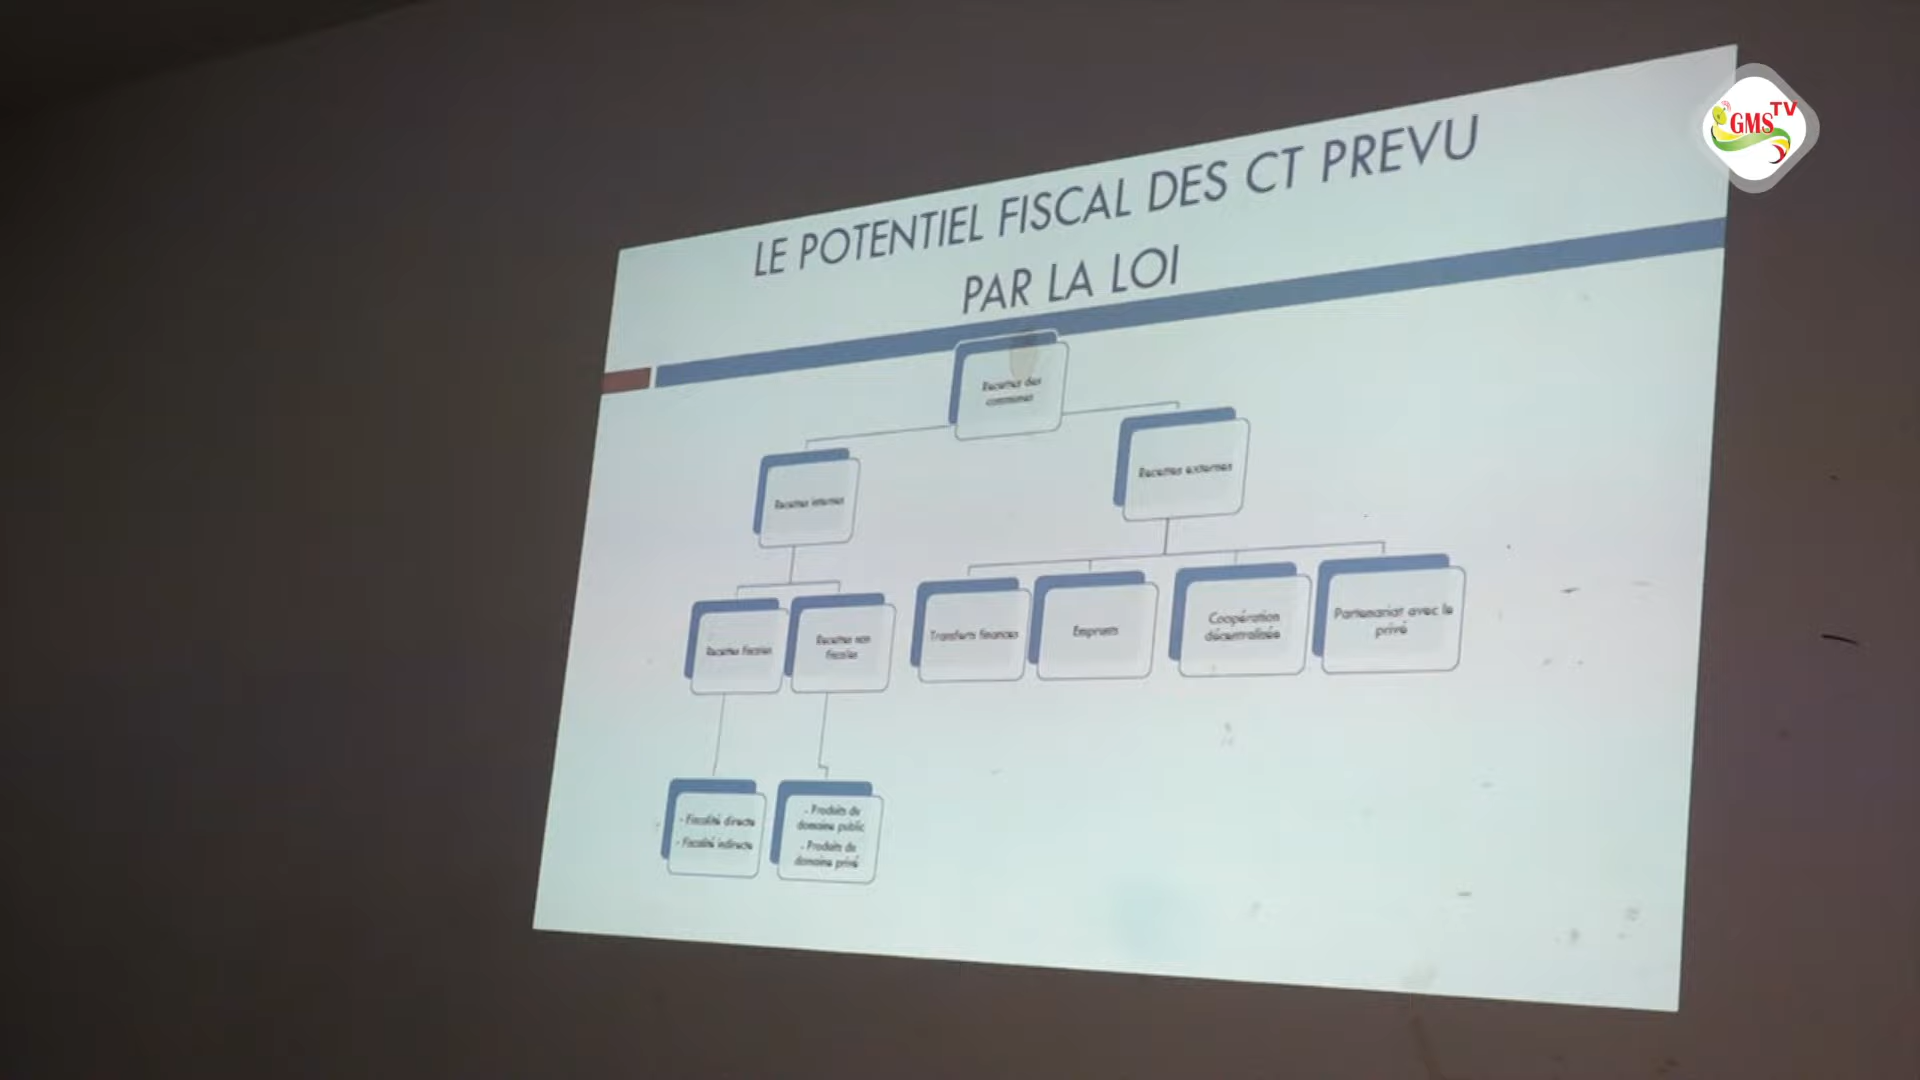 GMS TV
LE POTENTIEL FISCAL DES CT PREVU
PAR LA LOI
Recettes des
communes
Recettes internes
Recettes externes
Recettes fiscales
Recettes non
fiscales
Transferts finances
Emprunts
Coopération
décentralisée
Partenariat avec le
privé
- Fiscalité directe
- Fiscalité indirecte
- Produits du
domaine public
- Produits du
domaine privé